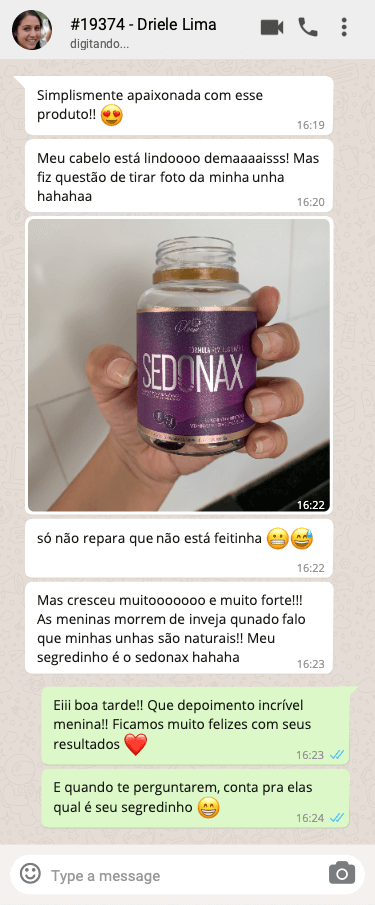 #19374 - Driele Lima
digitando...
Simplismente apaixonada com esse
produto!! 😍
16:19
Meu cabelo está lindoooo demaaaaisss! Mas
fiz questão de tirar foto da minha unha
hahahaa
16:20
SEDONAX
16:22
só não repara que não está feitinha 😬😅
16:22
Mas cresceu muitooooooo e muito forte!!!
As meninas morrem de inveja qunado falo
que minhas unhas são naturais!! Meu
segredinho é o sedonax hahaha
16:23
Eiii boa tarde!! Que depoimento incrível
menina!! Ficamos muito felizes com seus
resultados ❤️
16:23
E quando te perguntarem, conta pra elas
qual é seu segredinho 😁
16:24
Type a message